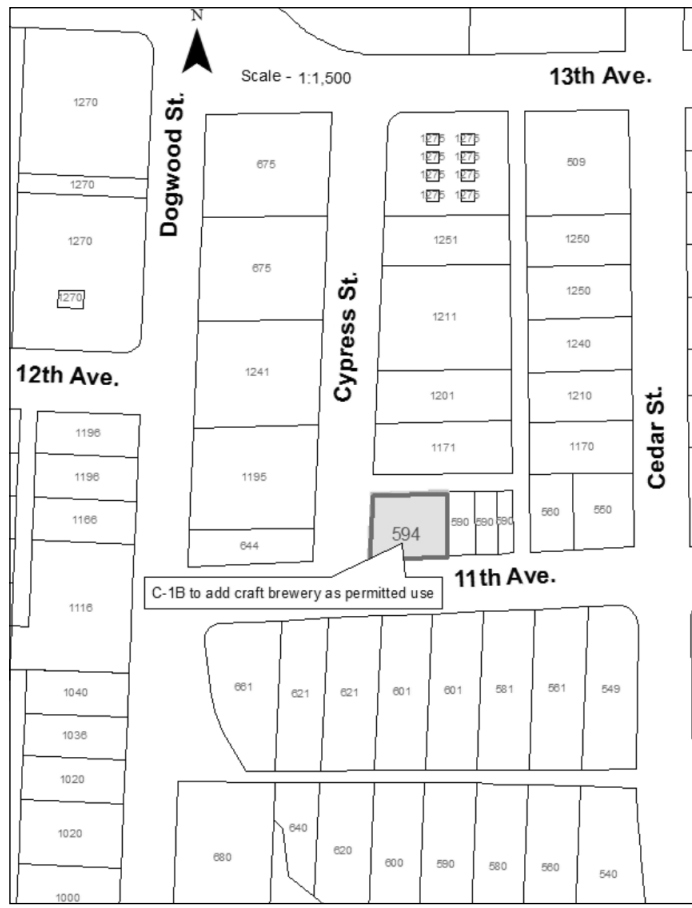 N
Scale - 1:1,500
13th Ave.
Dogwood St.
Cypress St.
Cedar St.
12th Ave.
11th Ave.
1270
1270
1270
1270
675
675
1241
1195
644
1275 1275
1275 1275
1275 1275
1275 1275
1251
1211
1201
1171
509
1250
1250
1240
1210
1170
594
590 590 590
560
550
C-1B to add craft brewery as permitted use
1196
1196
1166
1116
1040
1036
1020
1020
1000
661 621 621 601 601 581 561 549
680 640 620 600 590 580 560 540